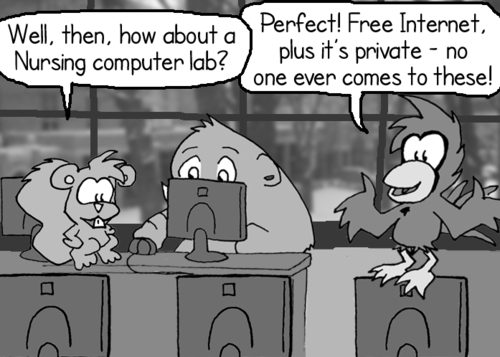 Well, then, how about a
Nursing computer lab?
Perfect! Free Internet,
plus it's private - no
one ever comes to these!